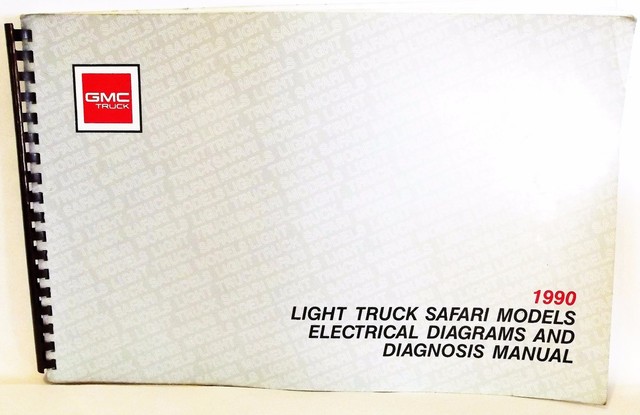 GMC
TRUCK
1990
LIGHT TRUCK SAFARI MODELS
ELECTRICAL DIAGRAMS AND
DIAGNOSIS MANUAL